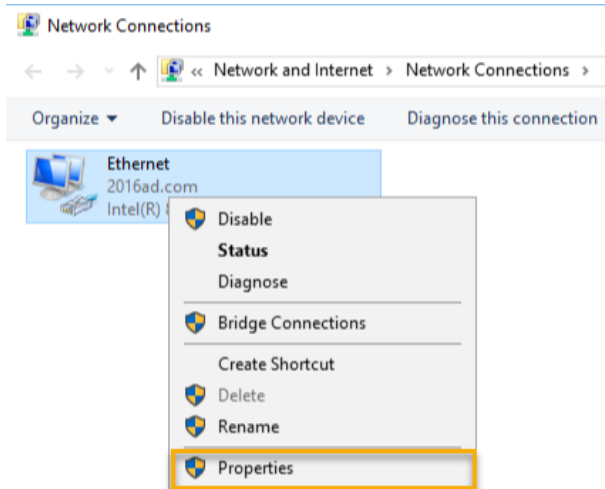 Network Connections
« Network and Internet > Network Connections >
Organize Disable this network device Diagnose this connection
Ethernet
2016ad.com
Intel(R)
Disable
Status
Diagnose
Bridge Connections
Create Shortcut
Delete
Rename
Properties